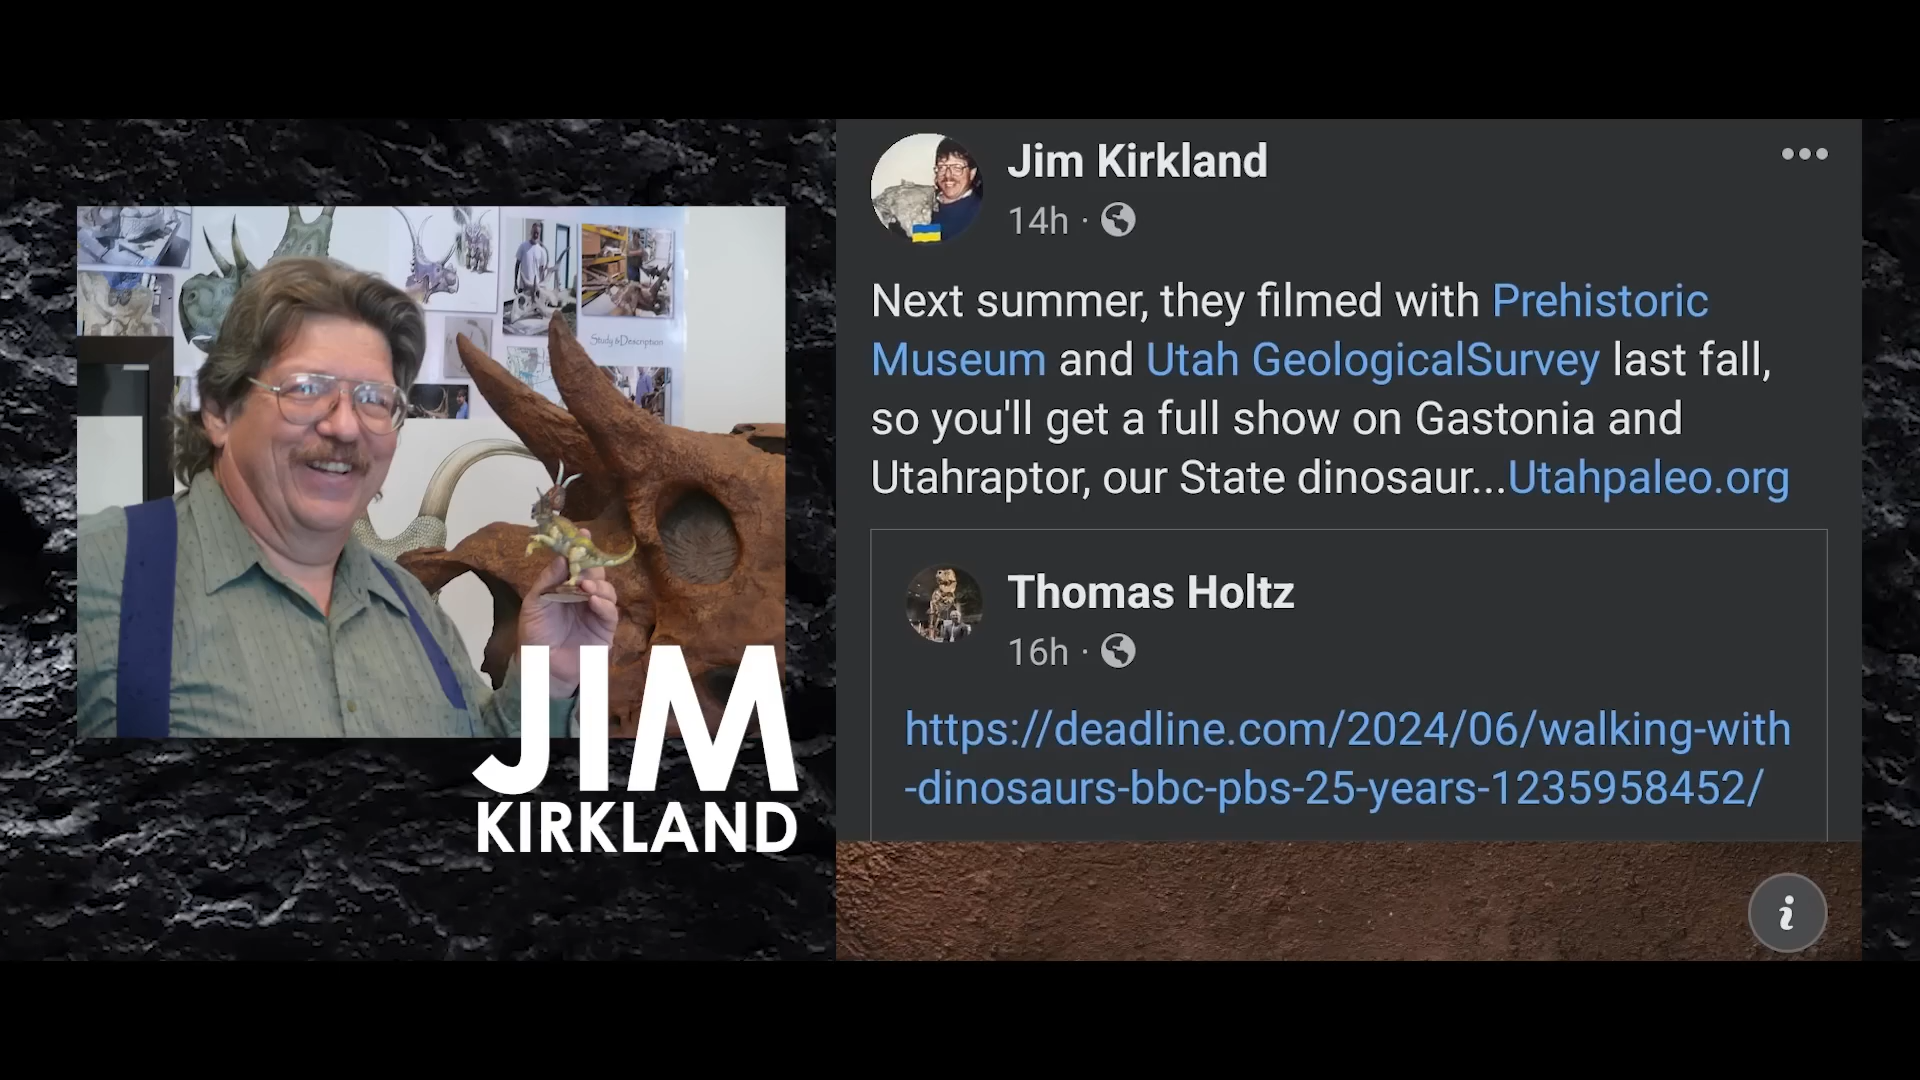 Study & Description
JIM
KIRKLAND
Jim Kirkland
14h ·
Next summer, they filmed with Prehistoric
Museum and Utah GeologicalSurvey last fall,
so you'll get a full show on Gastonia and
Utahraptor, our State dinosaur...Utahpaleo.org
Thomas Holtz
16h ·
https://deadline.com/2024/06/walking-with
-dinosaurs-bbc-pbs-25-years-1235958452/
i